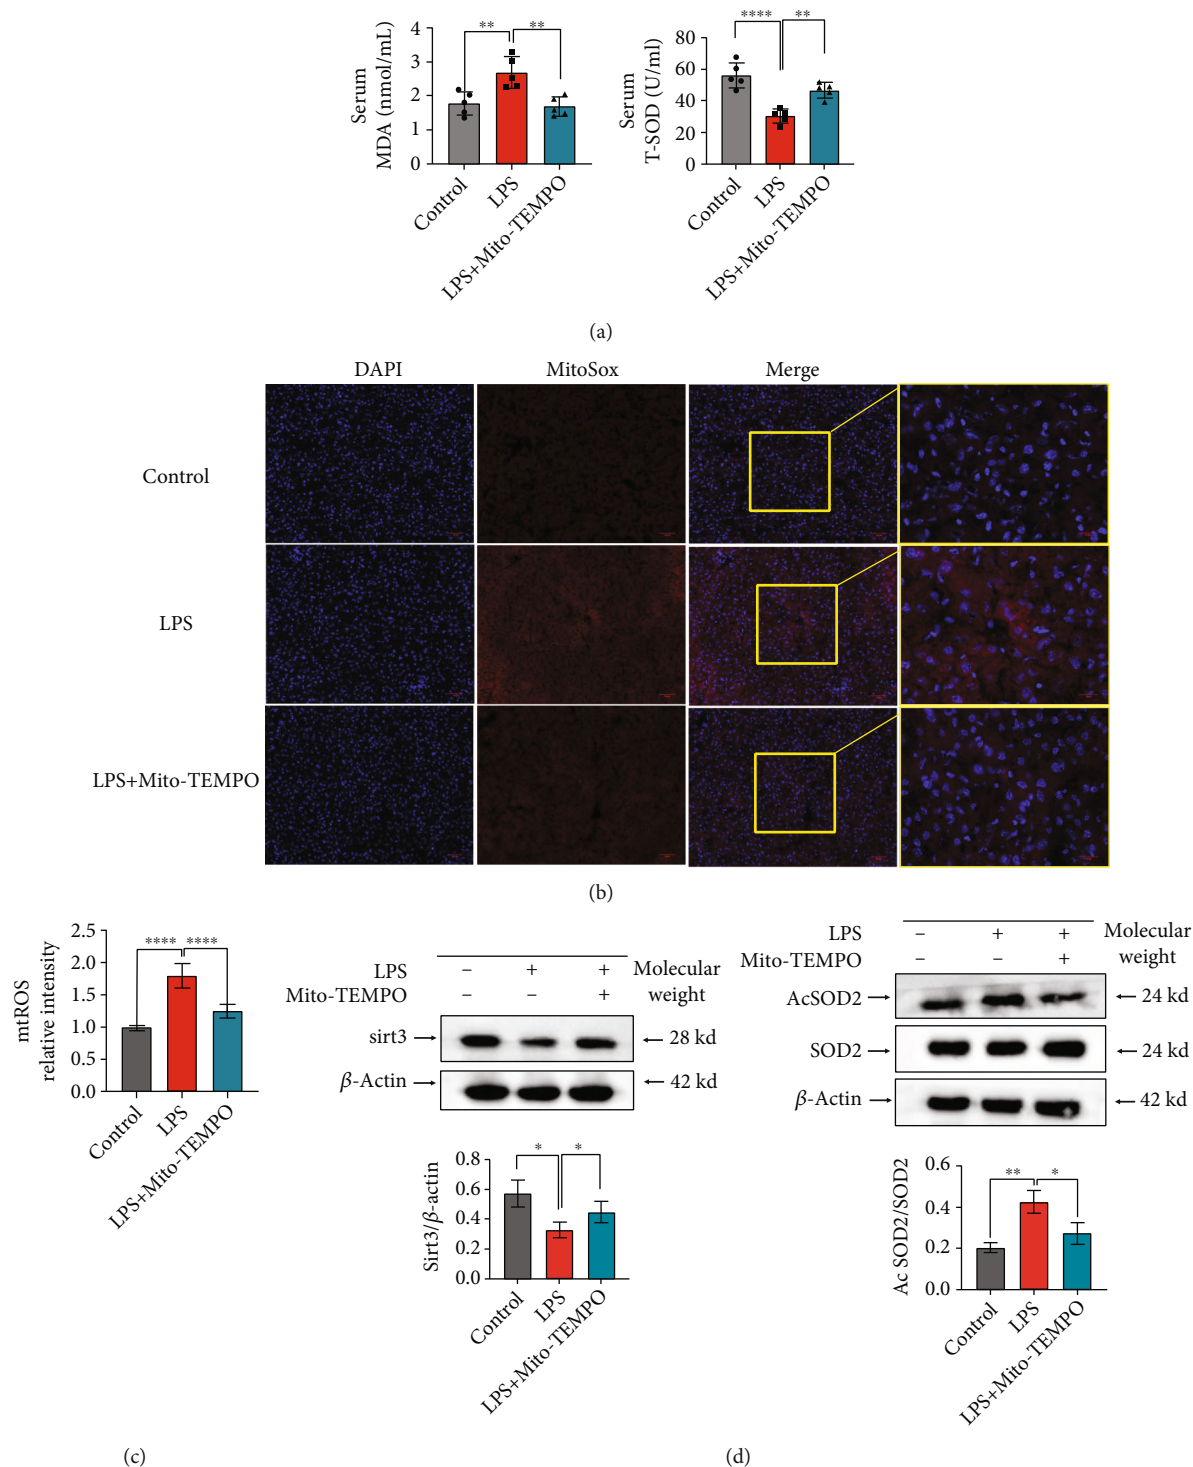 Serum
MDA (nmol/mL)
4
3
2
1
0
** **
Control
LPS
LPS+Mito-TEMPO
Serum
T-SOD (U/ml)
80
60
40
20
0
**** **
Control
LPS
LPS+Mito-TEMPO
(a)
DAPI MitoSox Merge
Control
LPS
LPS+Mito-TEMPO
(b)
mtROS
relative intensity
2.5
2.0
1.5
1.0
0.5
0.0
**** ****
Control
LPS
LPS+Mito-TEMPO
(c)
LPS – + + Molecular
Mito-TEMPO – – + weight
sirt3 28 kd
β-Actin 42 kd
Sirt3/β-actin
0.8
0.6
0.4
0.2
0.0
* *
Control
LPS
LPS+Mito-TEMPO
LPS – + + Molecular
Mito-TEMPO – – + weight
AcSOD2 24 kd
SOD2 24 kd
β-Actin 42 kd
Ac SOD2/SOD2
0.6
0.4
0.2
0.0
** *
Control
LPS
LPS+Mito-TEMPO
(d)